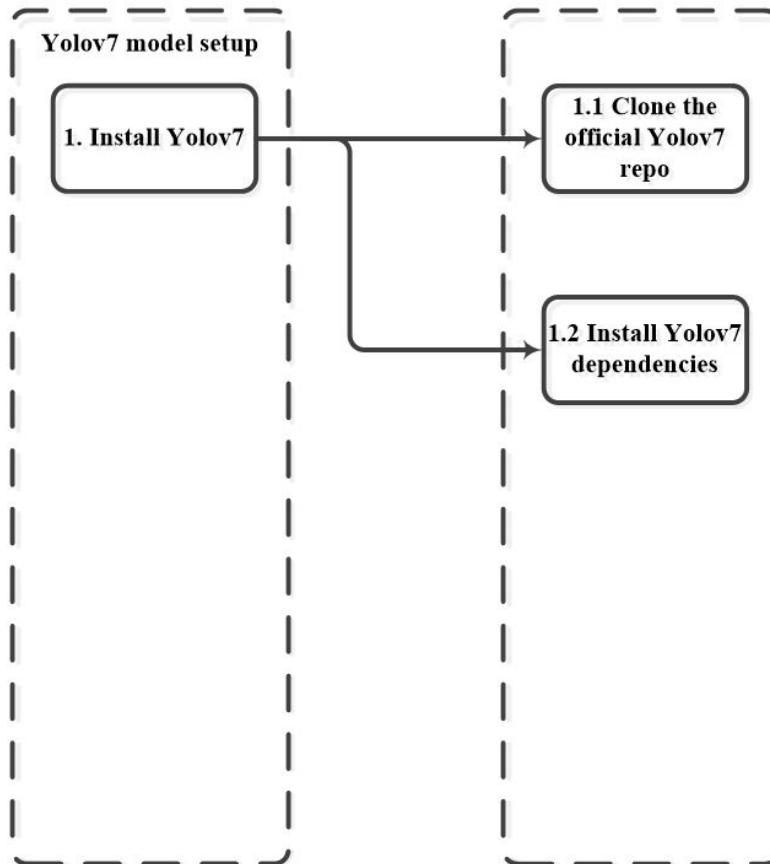 Yolov7 model setup
1. Install Yolov7
1.1 Clone the
official Yolov7
repo
1.2 Install Yolov7
dependencies